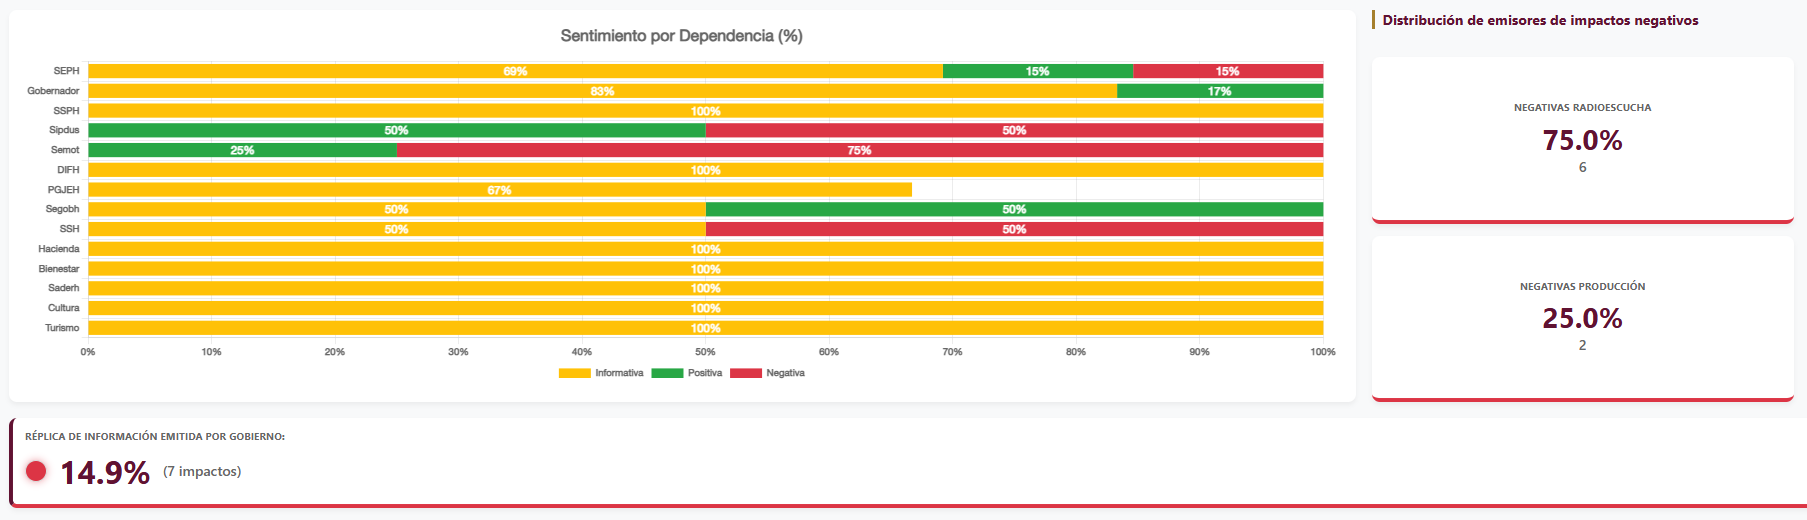 Sentimiento por Dependencia (%)
SEPH 69% 15% 15%
Gobernador 83% 17%
SSPH 100%
Sipdus 50% 50%
Semot 25% 75%
DIFH 100%
PGJEH 67%
Segobh 50% 50%
SSH 50% 50%
Hacienda 100%
Bienestar 100%
Saderh 100%
Cultura 100%
Turismo 100%
0% 10% 20% 30% 40% 50% 60% 70% 80% 90% 100%
Informativa Positiva Negativa
Distribución de emisores de impactos negativos
NEGATIVAS RADIOESCUCHA
75.0%
6
NEGATIVAS PRODUCCIÓN
25.0%
2
RÉPLICA DE INFORMACIÓN EMITIDA POR GOBIERNO:
14.9% (7 impactos)